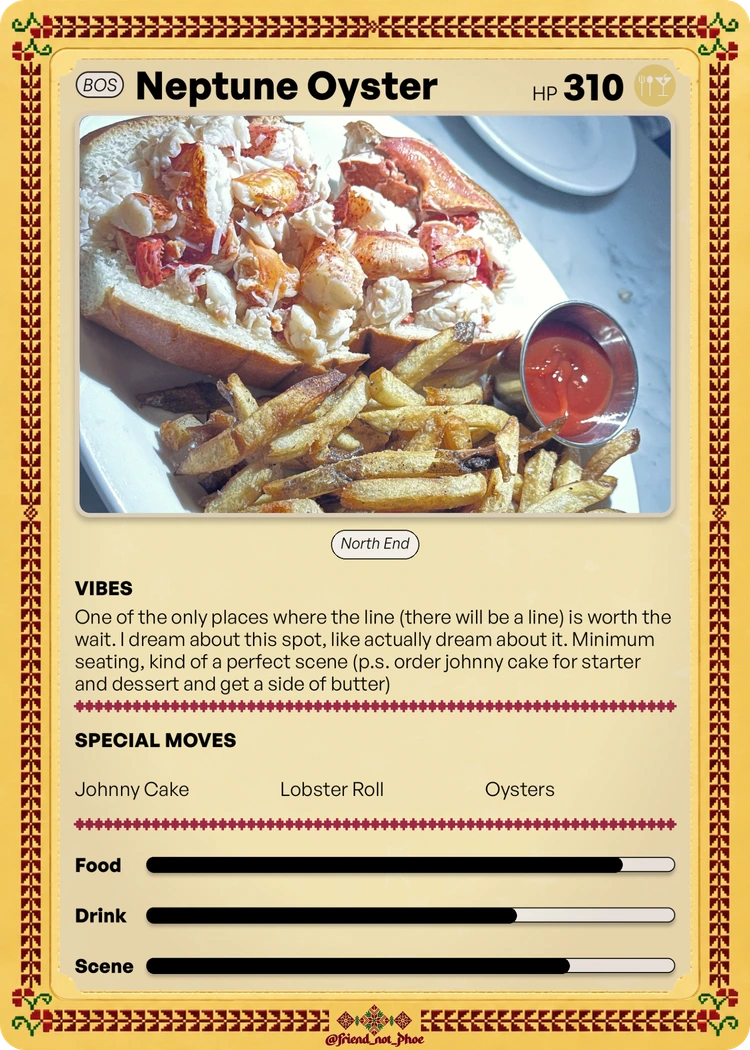 BOS Neptune Oyster HP 310
North End
VIBES
One of the only places where the line (there will be a line) is worth the
wait. I dream about this spot, like actually dream about it. Minimum
seating, kind of a perfect scene (p.s. order johnny cake for starter
and dessert and get a side of butter)
SPECIAL MOVES
Johnny Cake Lobster Roll Oysters
Food
Drink
Scene
@friend_not_phoe